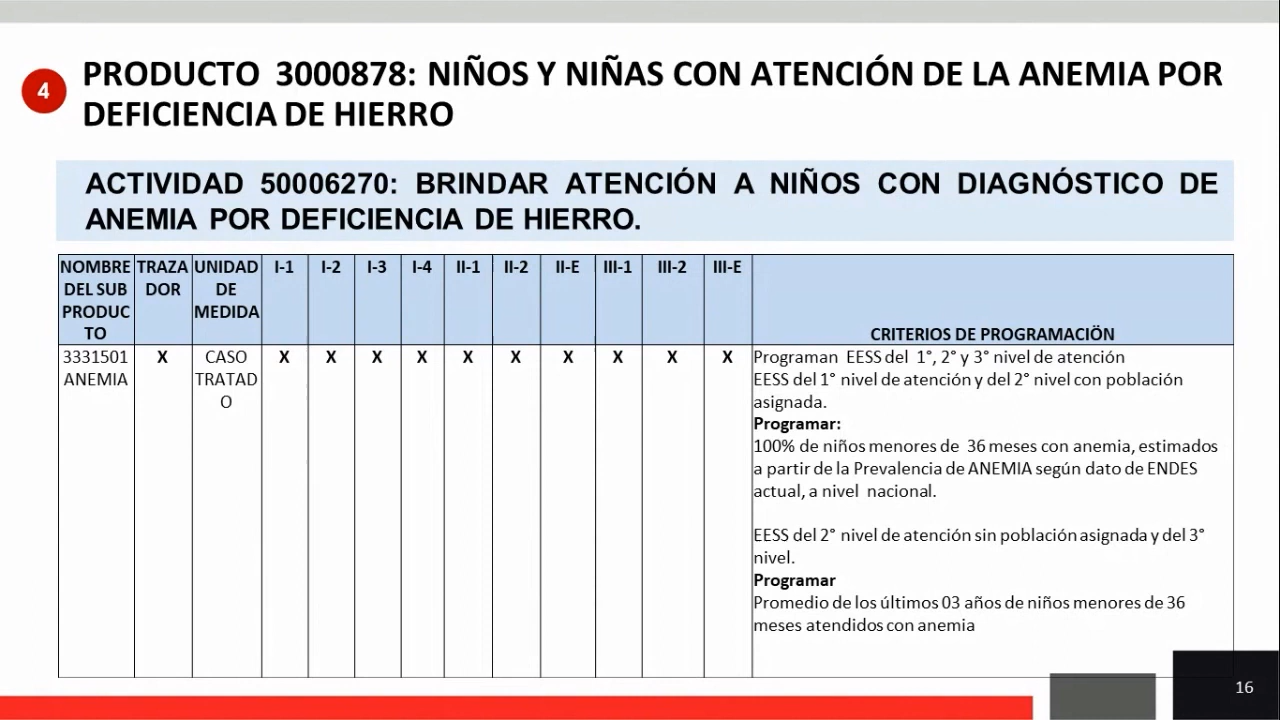 4
PRODUCTO 3000878: NIÑOS Y NIÑAS CON ATENCIÓN DE LA ANEMIA POR
DEFICIENCIA DE HIERRO
ACTIVIDAD 50006270: BRINDAR ATENCIÓN A NIÑOS CON DIAGNÓSTICO DE
ANEMIA POR DEFICIENCIA DE HIERRO.
NOMBRE
DEL SUB
PRODUC
TO
TRAZA
DOR
UNIDAD
DE
MEDIDA
I-1
I-2
I-3
I-4
II-1
II-2
II-E
III-1
III-2
III-E
CRITERIOS DE PROGRAMACIÖN
3331501
ANEMIA
X
CASO
TRATAD
O
X
X
X
X
X
X
X
X
X
X
Programan EESS del 1°, 2° y 3° nivel de atención
EESS del 1° nivel de atención y del 2° nivel con población
asignada.
Programar:
100% de niños menores de 36 meses con anemia, estimados
a partir de la Prevalencia de ANEMIA según dato de ENDES
actual, a nivel nacional.
EESS del 2° nivel de atención sin población asignada y del 3°
nivel.
Programar
Promedio de los últimos 03 años de niños menores de 36
meses atendidos con anemia
16